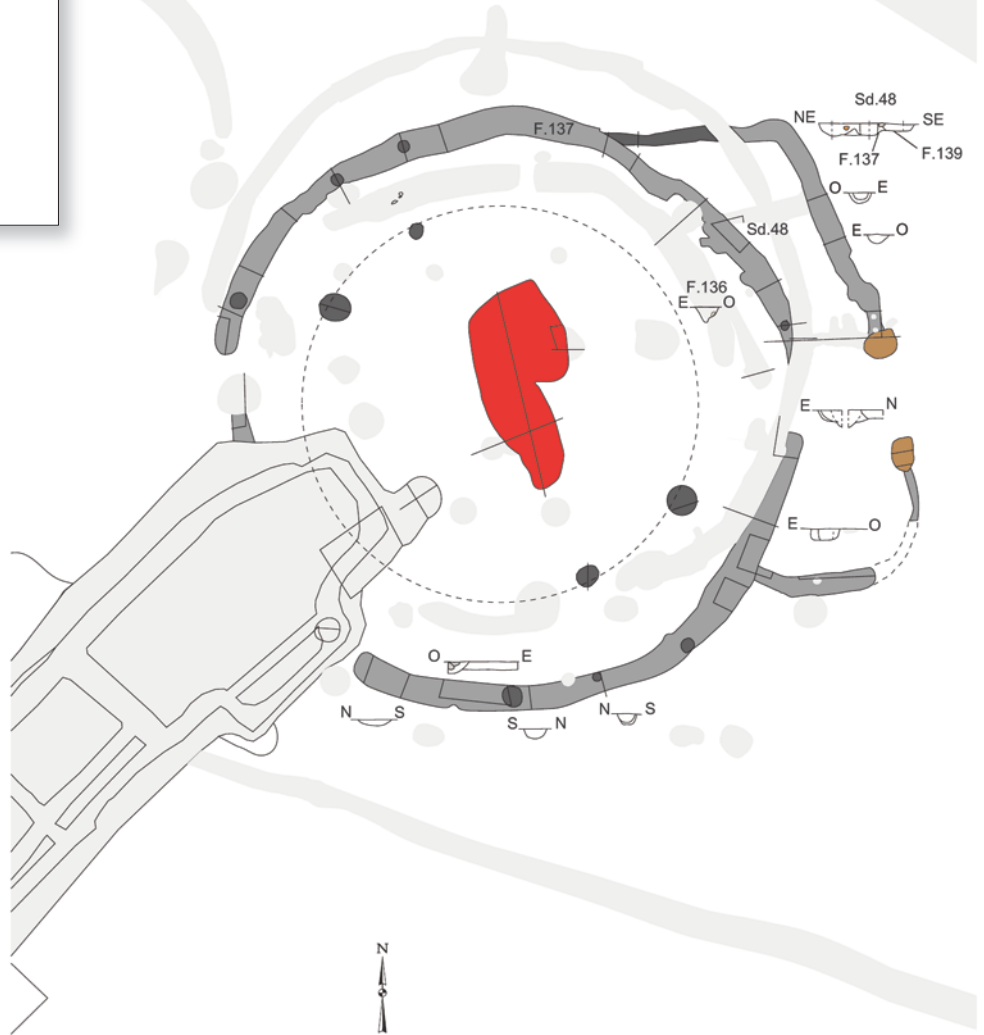 Sd.48
NE SE
F.137 F.139
F.137
O E
E O
Sd.48
F.136
E O
E N
E O
O E
N S
S N
N S
N